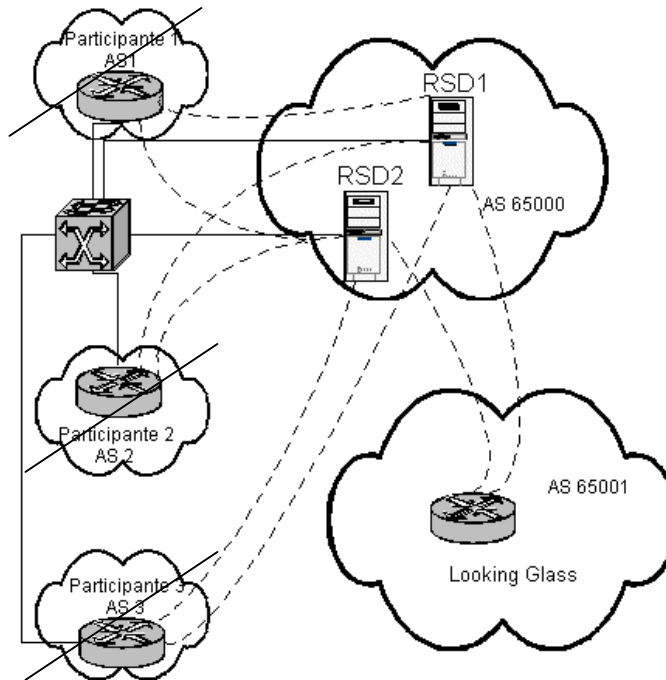 Participante 1
AS1
RSD1
RSD2
AS 65000
Participante 2
AS 2
AS 65001
Looking Glass
Participante 3
AS 3